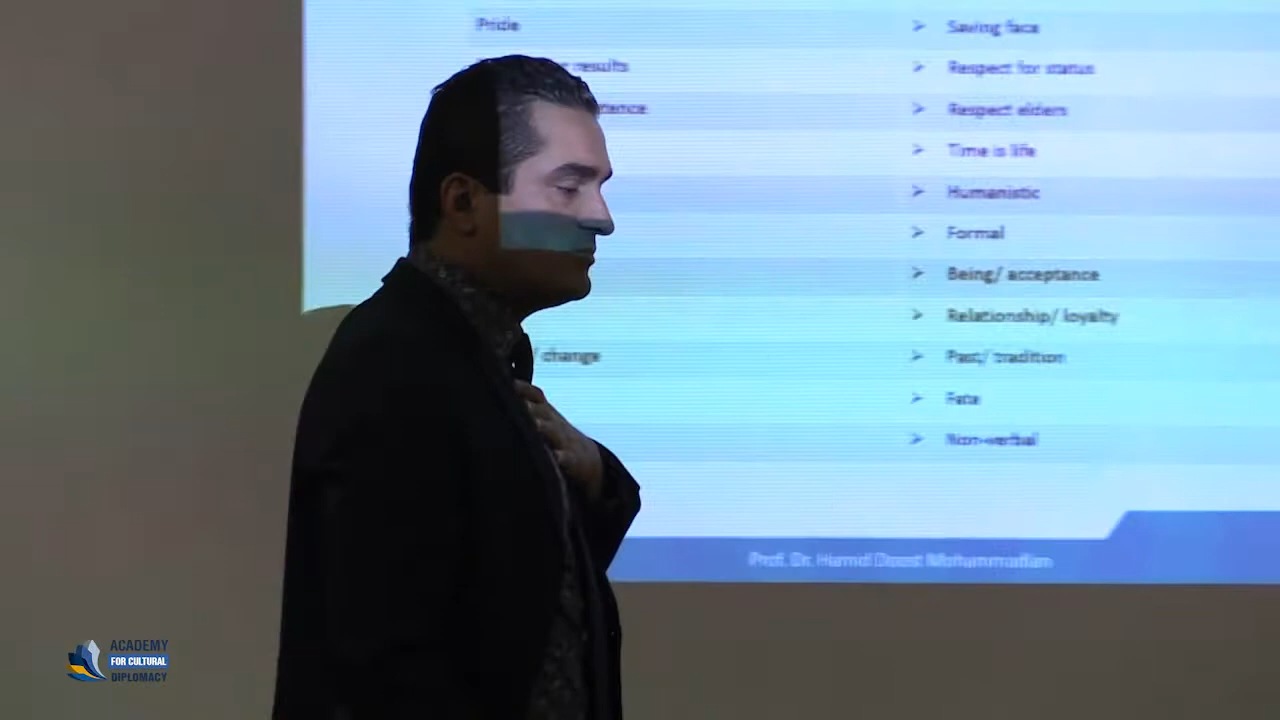 Pride
Saving face
results
Respect for status
tence
Respect elders
Time is life
Humanistic
Formal
Being/ acceptance
Relationship/ loyalty
/ change
Past/ tradition
Fate
Non-verbal
Prof. Dr. Hamid Doost Mohammadian
ACADEMY
FOR CULTURAL
DIPLOMACY